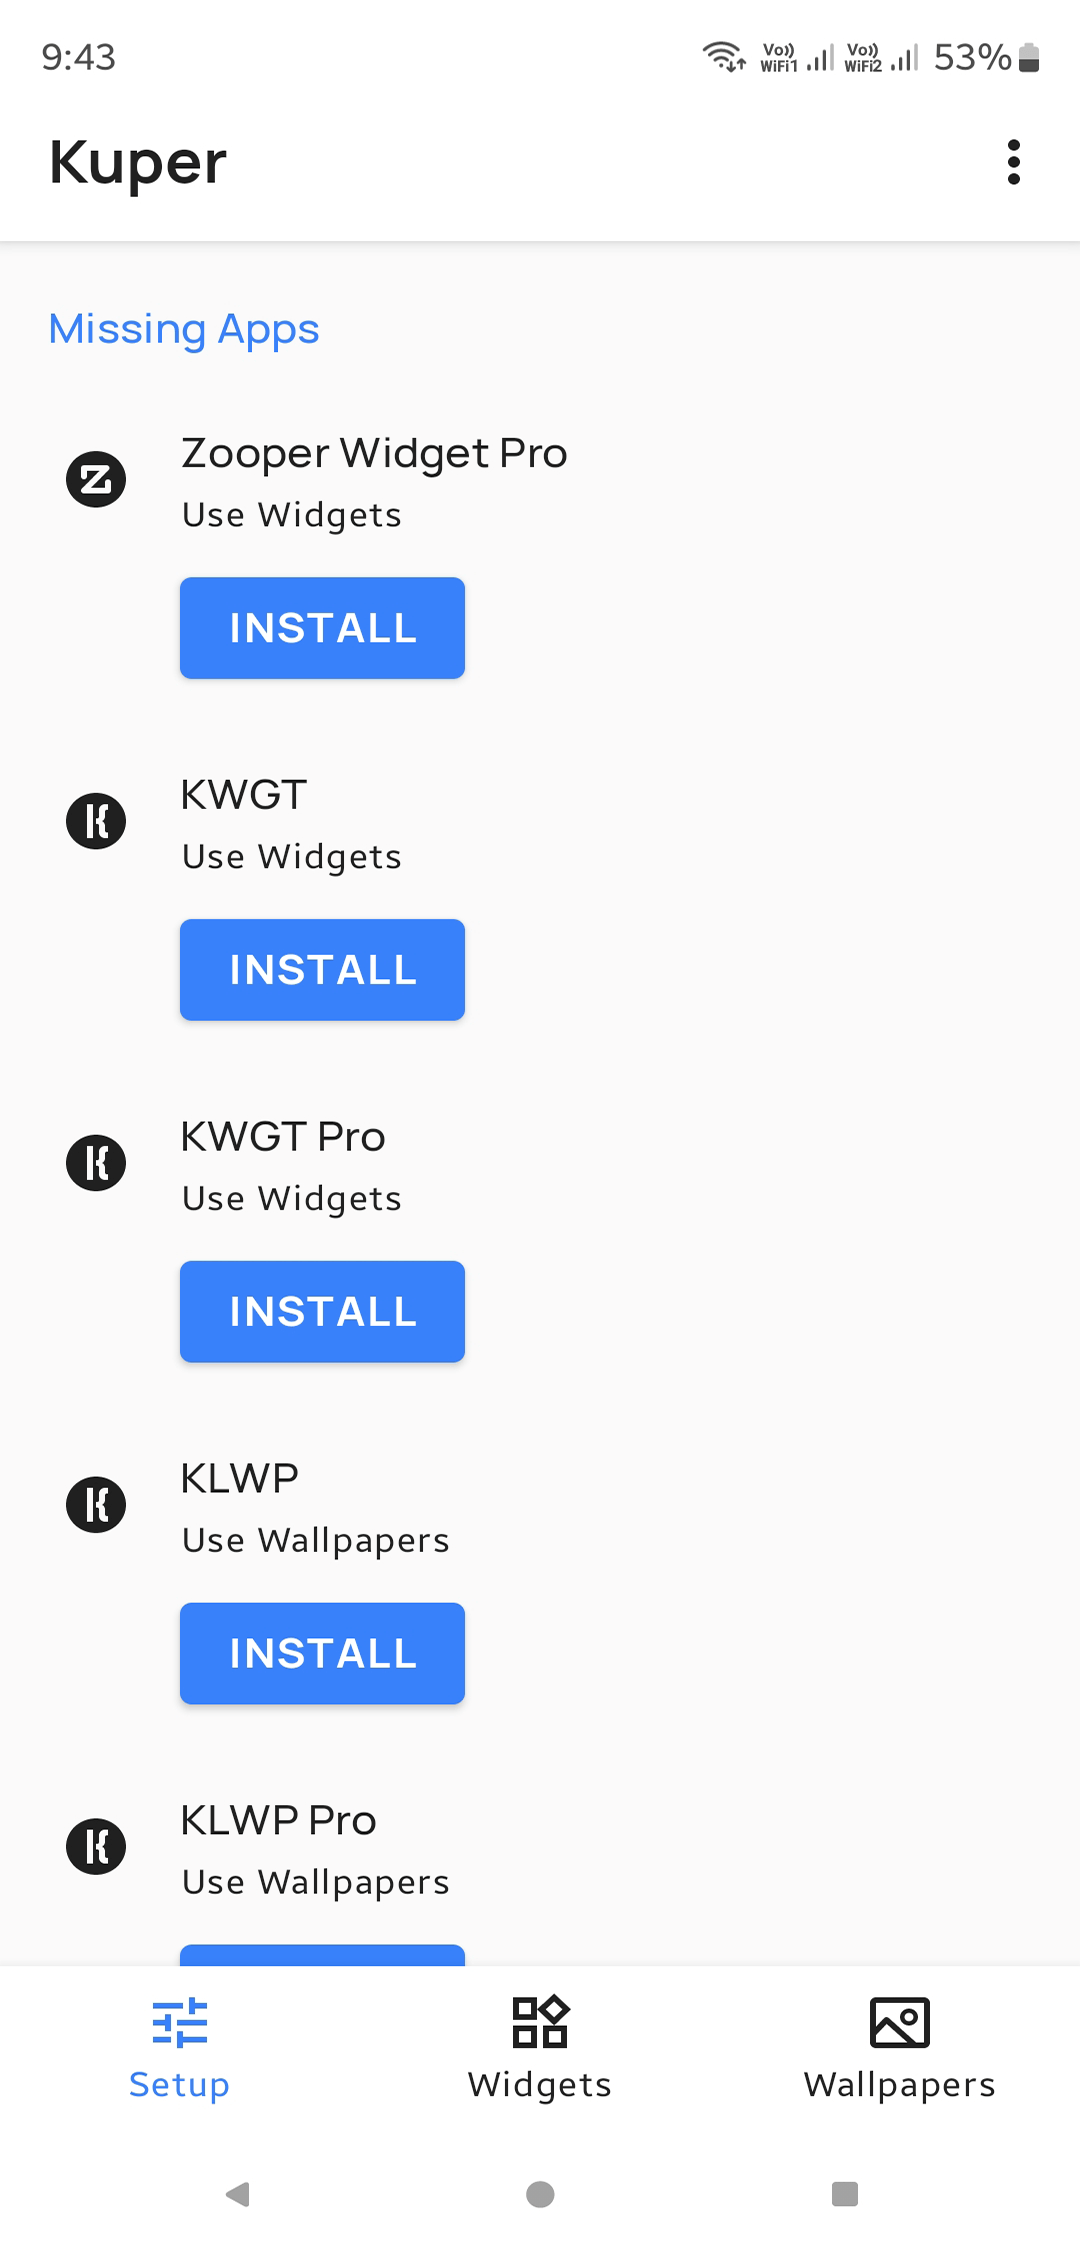 9:43
Vo)) WiFi1 Vo)) WiFi2 53%
Kuper
Missing Apps
Zooper Widget Pro
Use Widgets
INSTALL
KWGT
Use Widgets
INSTALL
KWGT Pro
Use Widgets
INSTALL
KLWP
Use Wallpapers
INSTALL
KLWP Pro
Use Wallpapers
Setup
Widgets
Wallpapers